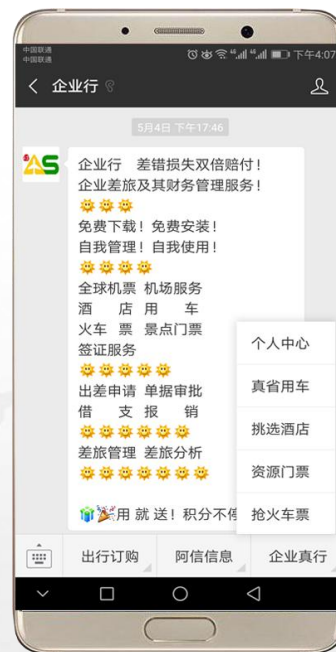 中国联通
中国联通
下午4:07
企业行
5月4日 下午17:46
AS
企业行 差错损失双倍赔付！
企业差旅及其财务管理服务！
免费下载！免费安装！
自我管理！自我使用！
全球机票 机场服务
酒 店 用 车
火车 票 景点门票
签证服务
出差申请 单据审批
借 支 报 销
差旅管理 差旅分析
用 就 送！积分不停
个人中心
真省用车
挑选酒店
资源门票
抢火车票
出行订购
阿信信息
企业真行